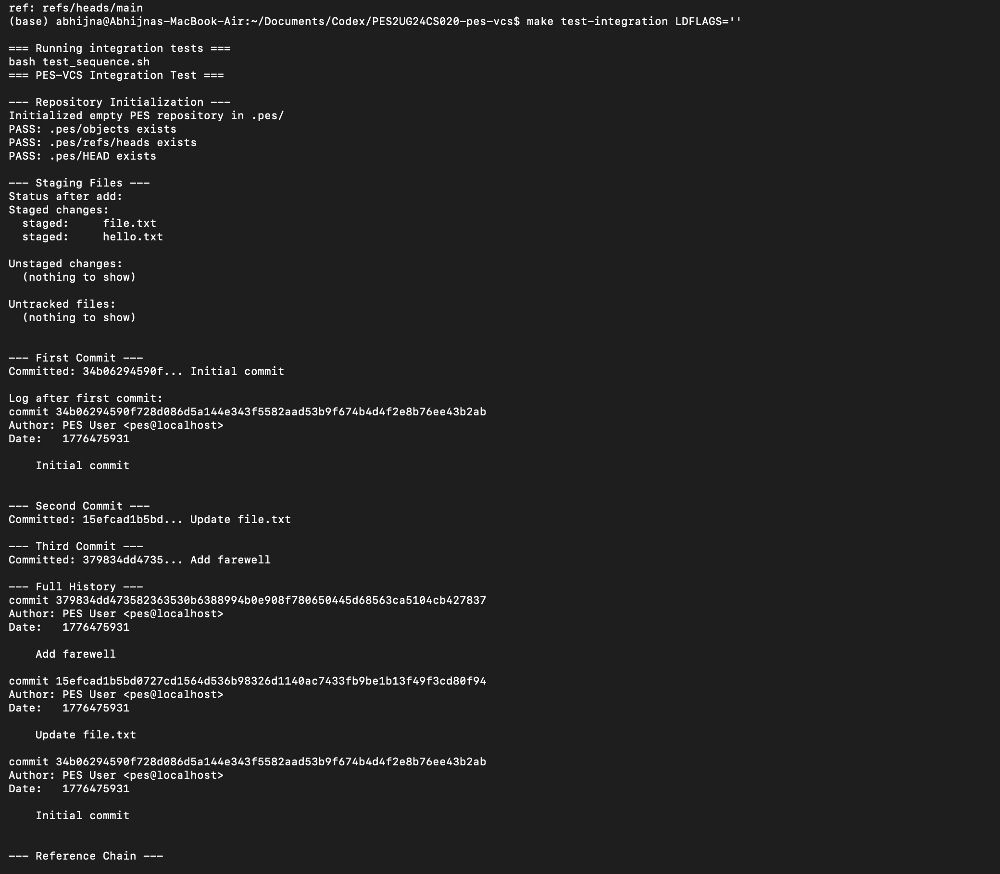 ref: refs/heads/main
(base) abhijna@Abhijnas-MacBook-Air:~/Documents/Codex/PES2UG24CS020-pes-vcs$ make test-integration LDFLAGS=''
=== Running integration tests ===
bash test_sequence.sh
=== PES-VCS Integration Test ===
--- Repository Initialization ---
Initialized empty PES repository in .pes/
PASS: .pes/objects exists
PASS: .pes/refs/heads exists
PASS: .pes/HEAD exists
--- Staging Files ---
Status after add:
Staged changes:
  staged:     file.txt
  staged:     hello.txt
Unstaged changes:
  (nothing to show)
Untracked files:
  (nothing to show)
--- First Commit ---
Committed: 34b06294590f... Initial commit
Log after first commit:
commit 34b06294590f728d086d5a144e343f5582aad53b9f674b4d4f2e8b76ee43b2ab
Author: PES User <pes@localhost>
Date:   1776475931
    Initial commit
--- Second Commit ---
Committed: 15efcad1b5bd... Update file.txt
--- Third Commit ---
Committed: 379834dd4735... Add farewell
--- Full History ---
commit 379834dd473582363530b6388994b0e908f780650445d68563ca5104cb427837
Author: PES User <pes@localhost>
Date:   1776475931
    Add farewell
commit 15efcad1b5bd0727cd1564d536b98326d1140ac7433fb9be1b13f49f3cd80f94
Author: PES User <pes@localhost>
Date:   1776475931
    Update file.txt
commit 34b06294590f728d086d5a144e343f5582aad53b9f674b4d4f2e8b76ee43b2ab
Author: PES User <pes@localhost>
Date:   1776475931
    Initial commit
--- Reference Chain ---